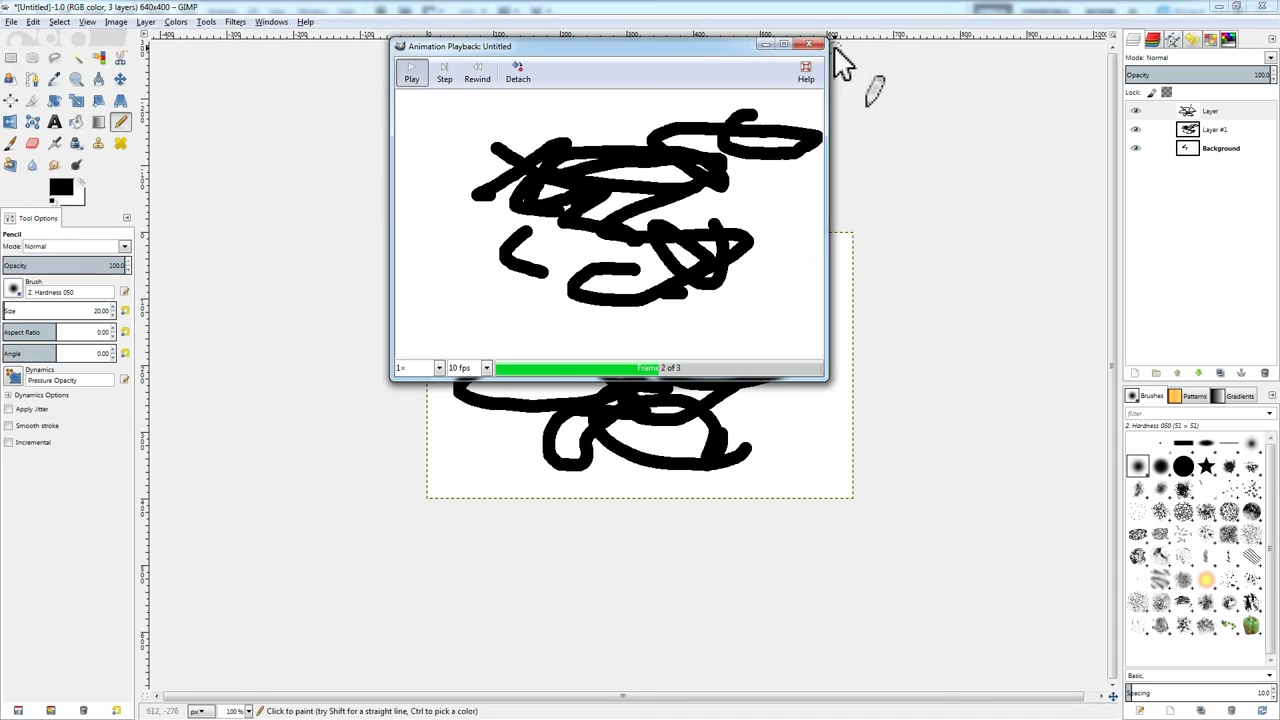 *[Untitled]-1.0 (RGB color, 3 layers) 640x400 – GIMP
File Edit Select View Image Layer Colors Tools Filters Windows Help
Animation Playback: Untitled
Play Step Rewind Detach Help
1× 10 fps Frame 2 of 3
Tool Options
Pencil
Mode: Normal
Opacity 100.0
Brush
2. Hardness 050
Size 20.00
Aspect Ratio 0.00
Angle 0.00
Dynamics
Pressure Opacity
Dynamics Options
Apply Jitter
Smooth stroke
Incremental
Mode: Normal
Opacity 100.0
Lock:
Layer
Layer #1
Background
Brushes Patterns Gradients
filter
2. Hardness 050 (51 × 51)
Basic,
Spacing 10.0
612, -276 px 100% Click to paint (try Shift for a straight line, Ctrl to pick a color)